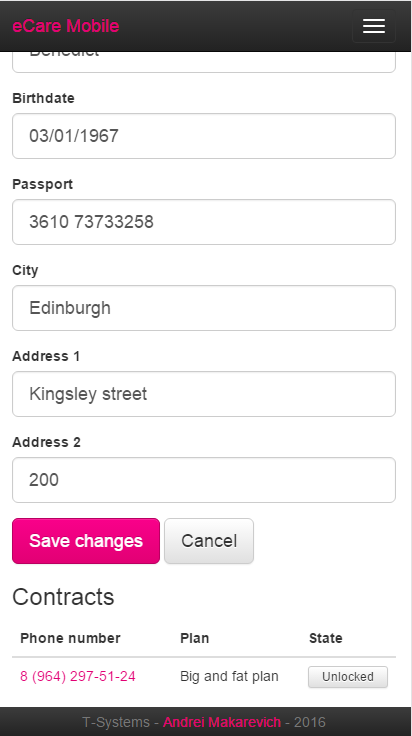 eCare Mobile
Benedict
Birthdate
03/01/1967
Passport
3610 73733258
City
Edinburgh
Address 1
Kingsley street
Address 2
200
Save changes Cancel
Contracts
Phone number Plan State
8 (964) 297-51-24 Big and fat plan Unlocked
T-Systems - Andrei Makarevich - 2016